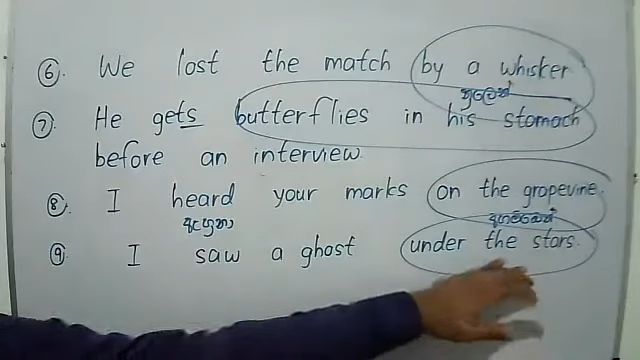 ⑥. We lost the match by a whisker
⑦. He gets butterflies in his stomach
before an interview
⑧. I heard your marks on the grapevine.
⑨. I saw a ghost under the stars.